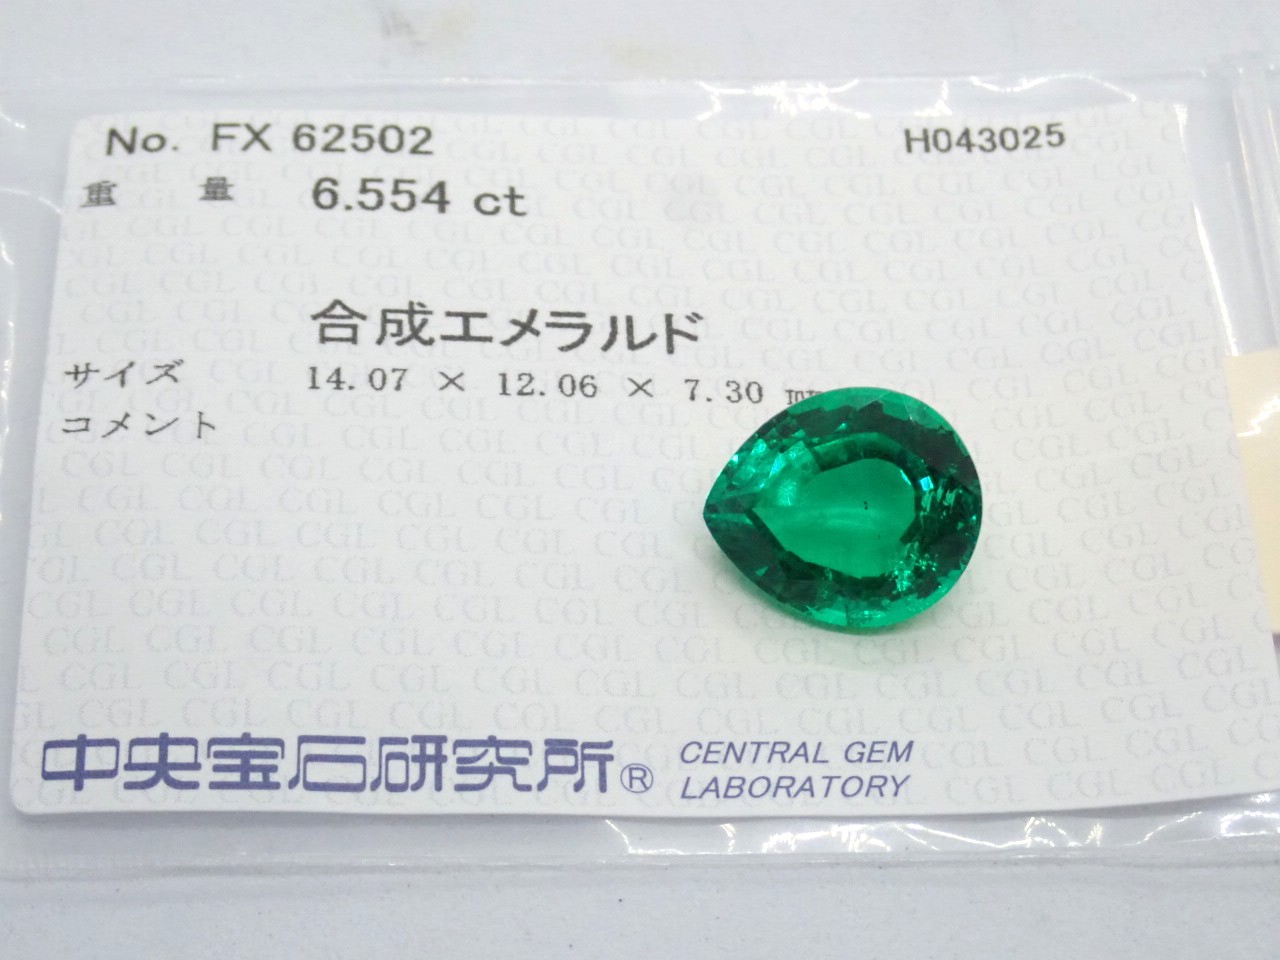 No. FX 62502 H043025
重 量 6.554 ct
合成エメラルド
サイズ 14.07 × 12.06 × 7.30
コメント
中央宝石研究所® CENTRAL GEM
LABORATORY